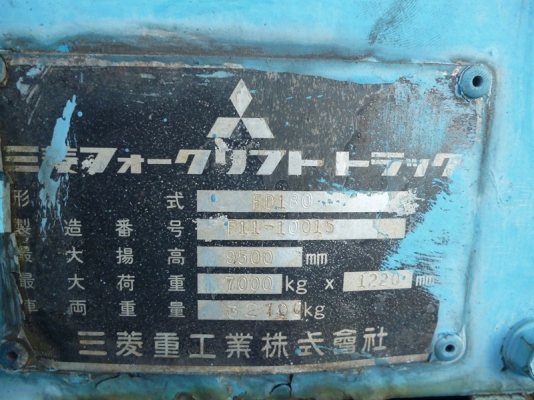 三菱フォークリフト トラック
形 式
製 造 番 号 F11-10015
最 大 揚 高 3500 mm
最 大 荷 重 7000 kg x 1220 mm
車 両 重 量 kg
三菱重工業株式會社